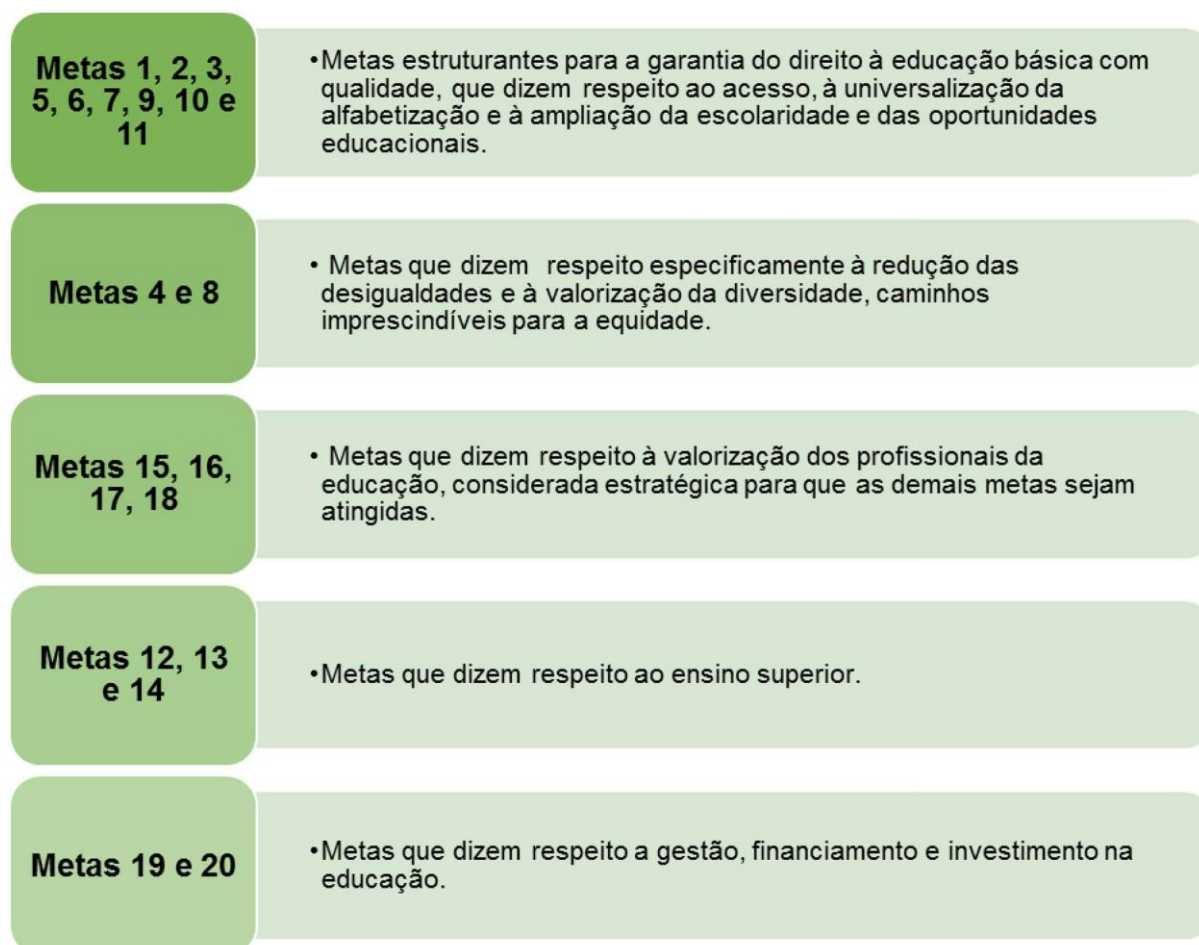 Metas 1, 2, 3,
5, 6, 7, 9, 10 e
11
•Metas estruturantes para a garantia do direito à educação básica com
qualidade, que dizem respeito ao acesso, à universalização da
alfabetização e à ampliação da escolaridade e das oportunidades
educacionais.
Metas 4 e 8
• Metas que dizem respeito especificamente à redução das
desigualdades e à valorização da diversidade, caminhos
imprescindíveis para a equidade.
Metas 15, 16,
17, 18
• Metas que dizem respeito à valorização dos profissionais da
educação, considerada estratégica para que as demais metas sejam
atingidas.
Metas 12, 13
e 14
•Metas que dizem respeito ao ensino superior.
Metas 19 e 20
•Metas que dizem respeito a gestão, financiamento e investimento na
educação.